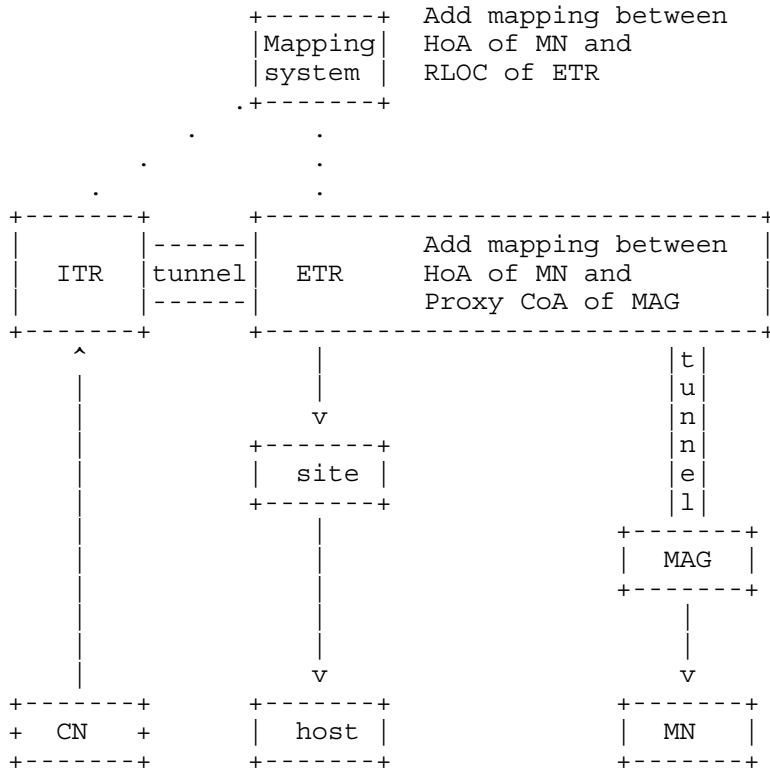 Add mapping between
Mapping HoA of MN and
system RLOC of ETR
Add mapping between
ITR tunnel ETR HoA of MN and
Proxy CoA of MAG
t
u
v n
n
site e
l
MAG
v v
CN host MN